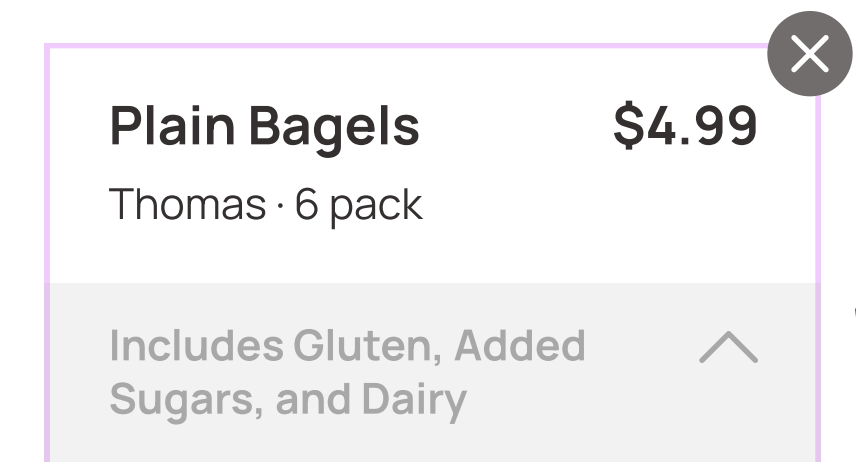 Plain Bagels $4.99
Thomas · 6 pack
Includes Gluten, Added
Sugars, and Dairy